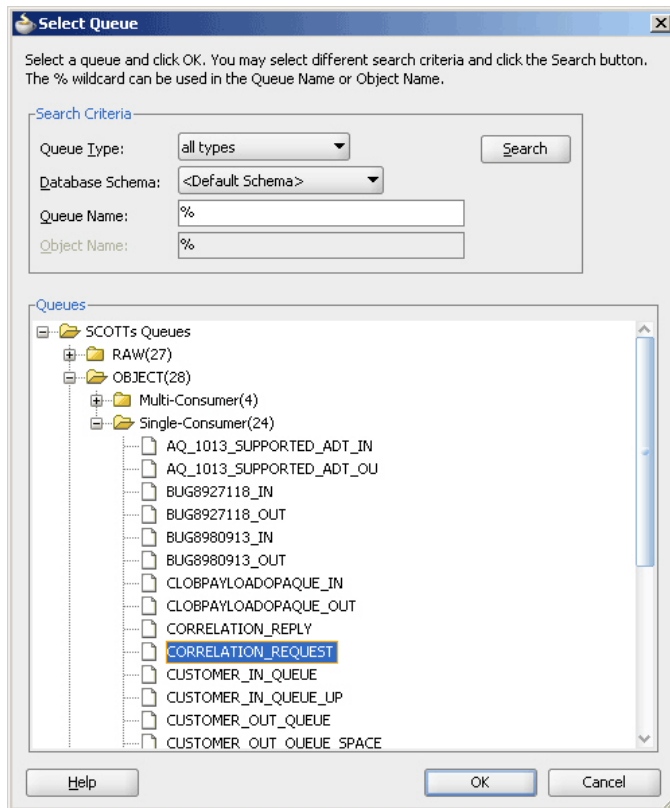 Select Queue
Select a queue and click OK. You may select different search criteria and click the Search button.
The % wildcard can be used in the Queue Name or Object Name.
Search Criteria
Queue Type: all types Search
Database Schema: <Default Schema>
Queue Name: %
Object Name: %
Queues
SCOTTs Queues
RAW(27)
OBJECT(28)
Multi-Consumer(4)
Single-Consumer(24)
AQ_1013_SUPPORTED_ADT_IN
AQ_1013_SUPPORTED_ADT_OU
BUG8927118_IN
BUG8927118_OUT
BUG8980913_IN
BUG8980913_OUT
CLOBPAYLOADOPAQUE_IN
CLOBPAYLOADOPAQUE_OUT
CORRELATION_REPLY
CORRELATION_REQUEST
CUSTOMER_IN_QUEUE
CUSTOMER_IN_QUEUE_UP
CUSTOMER_OUT_QUEUE
CUSTOMER_OUT_QUEUE_SPACE
Help OK Cancel